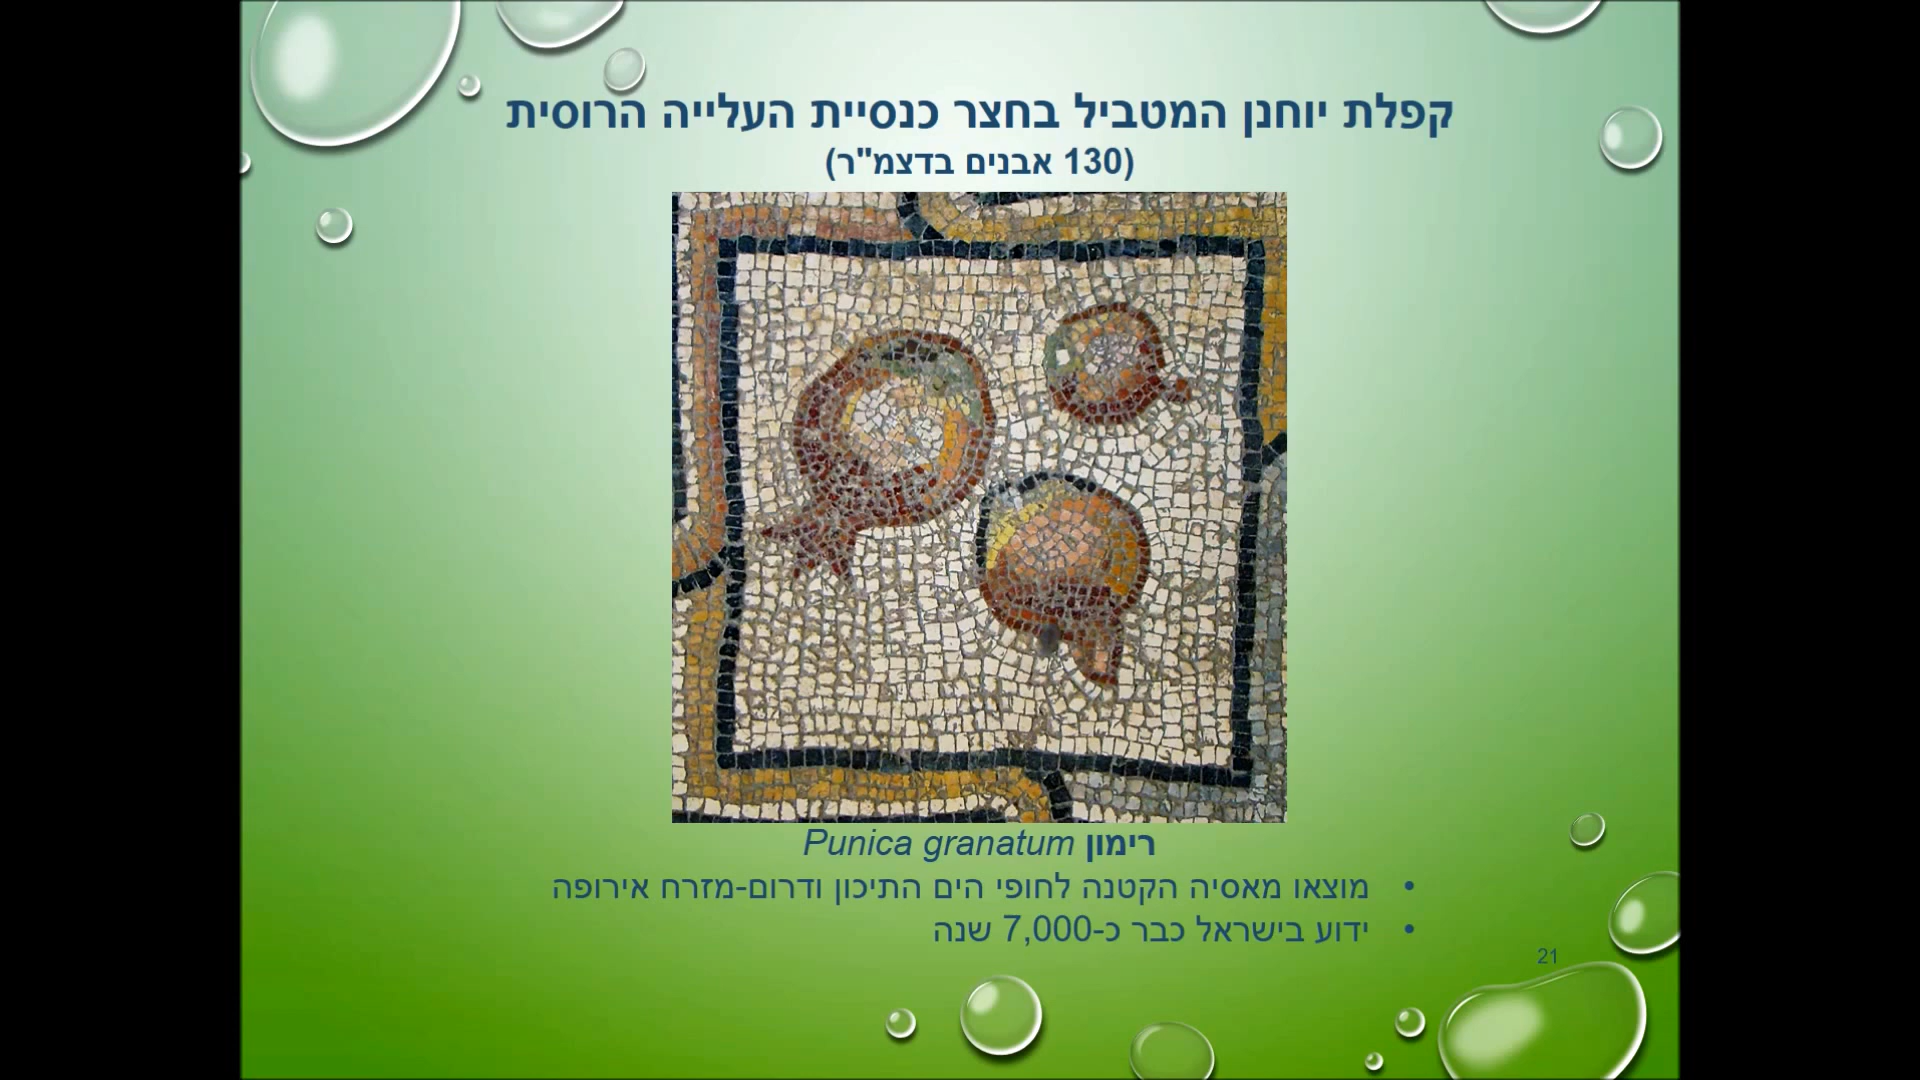 קפלת יוחנן המטביל בחצר כנסיית העלייה הרוסית
(130 אבנים בדצמ"ר)
רימון Punica granatum
• מוצאו מאסיה הקטנה לחופי הים התיכון ודרום-מזרח אירופה
• ידוע בישראל כבר כ-7,000 שנה
21